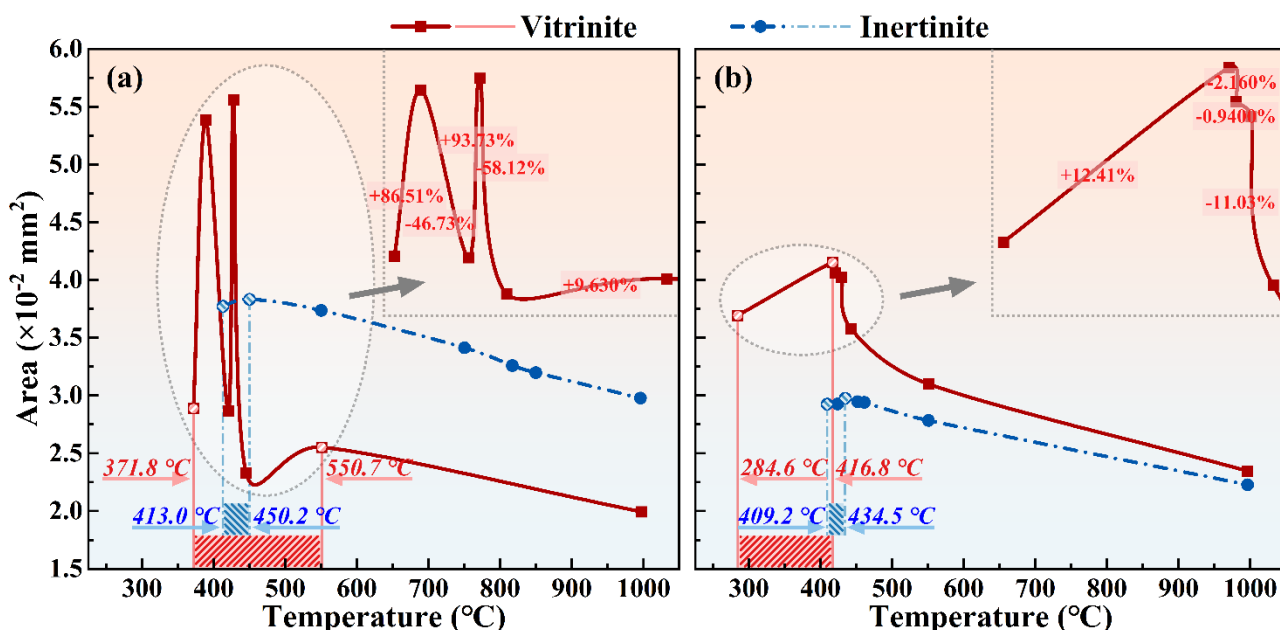 Vitrinite Inertinite
Area (×10⁻² mm²)
6.0
5.5
5.0
4.5
4.0
3.5
3.0
2.5
2.0
1.5
(a)
+93.73%
-58.12%
+86.51%
-46.73%
+9.630%
371.8 °C 550.7 °C
413.0 °C 450.2 °C
300 400 500 600 700 800 900 1000
Temperature (°C)
(b)
-2.160%
-0.9400%
+12.41%
-11.03%
284.6 °C 416.8 °C
409.2 °C 434.5 °C
300 400 500 600 700 800 900 1000
Temperature (°C)